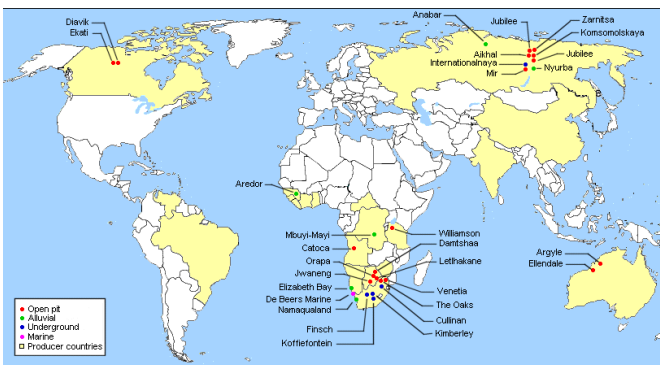 Diavik
Ekati
Anabar
Jubilee
Zarnitsa
Komsomolskaya
Aikhal
Jubilee
Internationalnaya
Nyurba
Mir
Aredor
Mbuyi-Mayi
Williamson
Catoca
Damtshaa
Orapa
Letlhakane
Jwaneng
Argyle
Ellendale
Elizabeth Bay
Venetia
De Beers Marine
The Oaks
Namaqualand
Cullinan
Finsch
Kimberley
Koffiefontein
Open pit
Alluvial
Underground
Marine
Producer countries